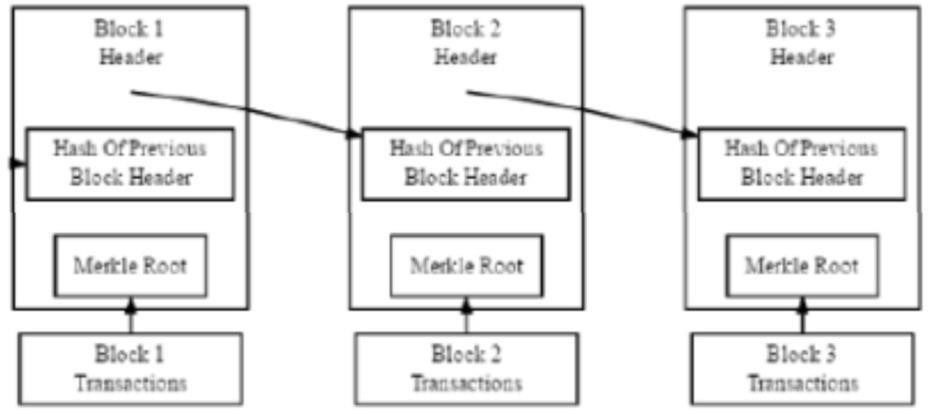 Block 1
Header
Hash Of Previous
Block Header
Merkle Root
Block 1
Transactions
Block 2
Header
Hash Of Previous
Block Header
Merkle Root
Block 2
Transactions
Block 3
Header
Hash Of Previous
Block Header
Merkle Root
Block 3
Transactions